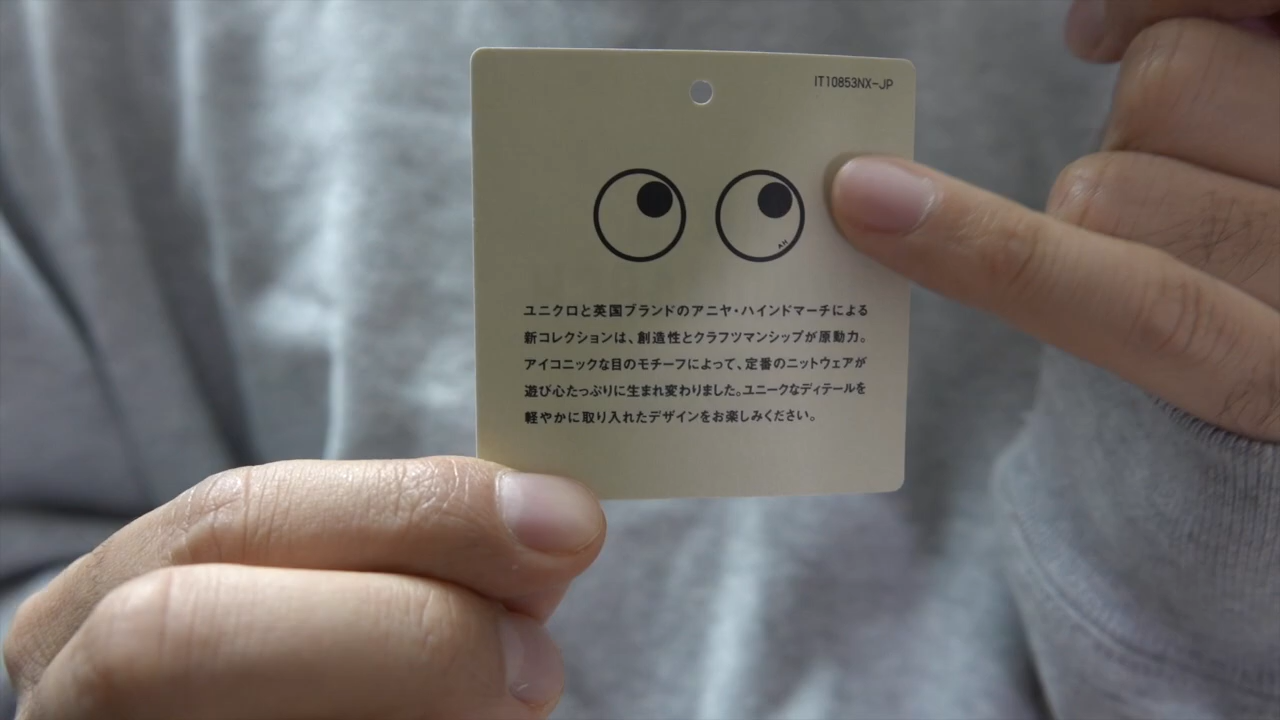 IT10853NX-JP
AH
ユニクロと英国ブランドのアニヤ・ハインドマーチによる
新コレクションは、創造性とクラフツマンシップが原動力。
アイコニックな目のモチーフによって、定番のニットウェアが
遊び心たっぷりに生まれ変わりました。ユニークなディテールを
軽やかに取り入れたデザインをお楽しみください。